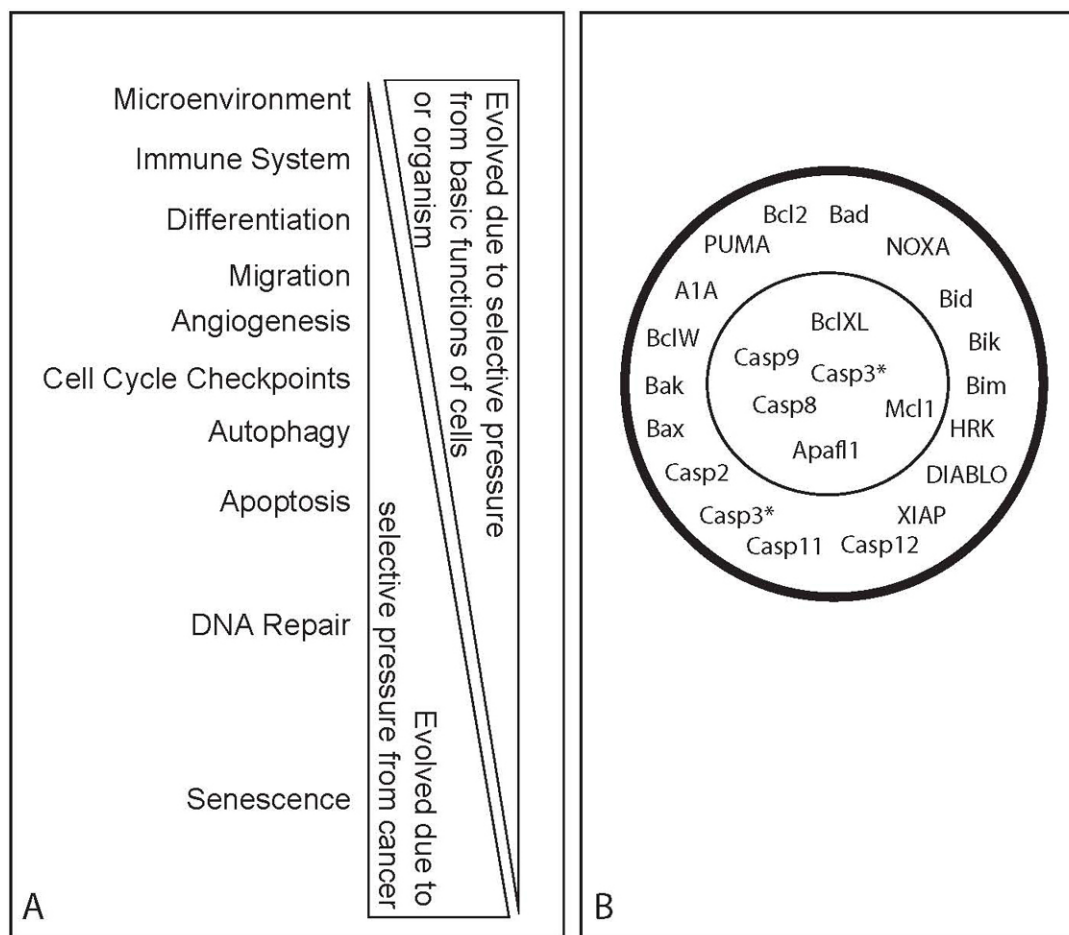 Microenvironment
Immune System
Differentiation
Migration
Angiogenesis
Cell Cycle Checkpoints
Autophagy
Apoptosis
DNA Repair
Senescence
Evolved due to selective pressure
from basic functions of cells
or organism
Evolved due to
selective pressure from cancer
A
Bcl2 Bad
PUMA NOXA
A1A Bid
BclW Bik
Bak Bim
Bax HRK
Casp2 DIABLO
Casp3* XIAP
Casp11 Casp12
BclXL
Casp9 Casp3*
Casp8 Mcl1
Apafl1
B